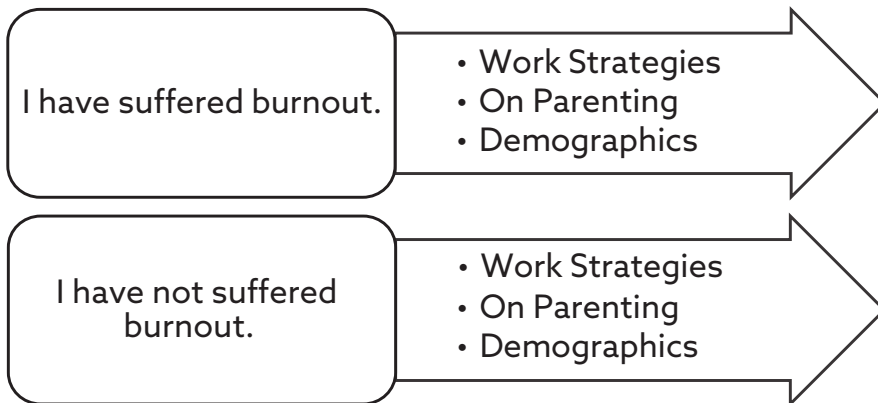 I have suffered burnout.
• Work Strategies
• On Parenting
• Demographics
I have not suffered
burnout.
• Work Strategies
• On Parenting
• Demographics